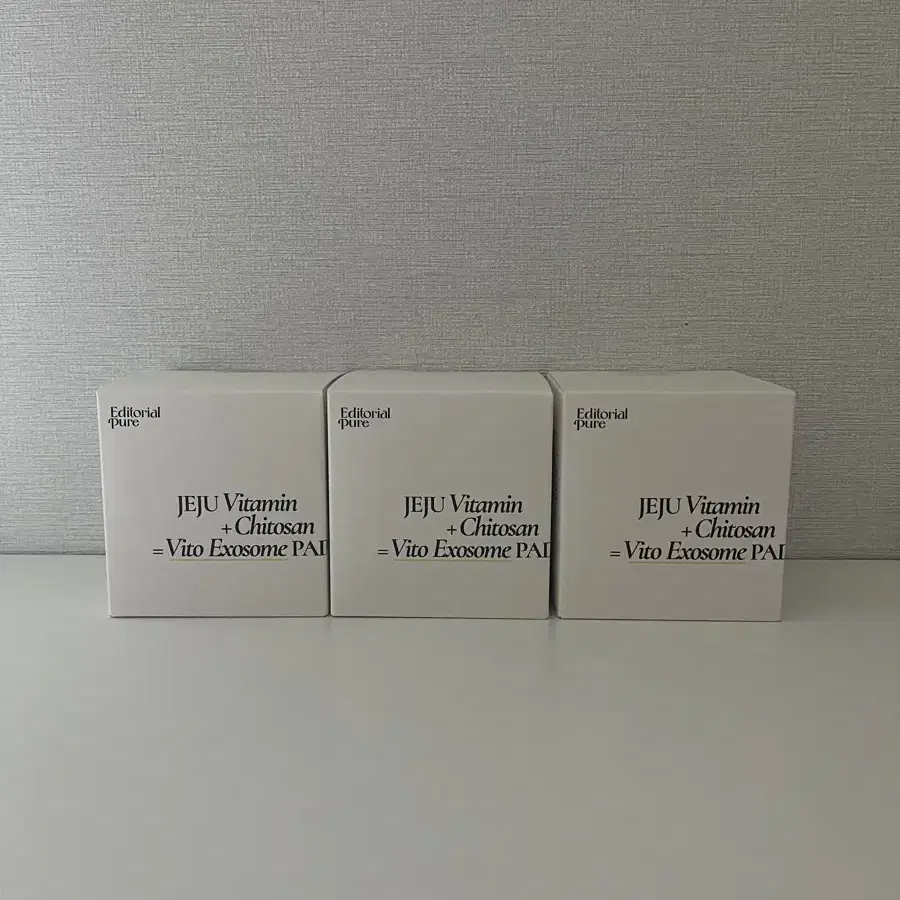 Editorial
Pure
JEJU Vitamin
+ Chitosan
= Vito Exosome PAD
Editorial
Pure
JEJU Vitamin
+ Chitosan
= Vito Exosome PAD
Editorial
Pure
JEJU Vitamin
+ Chitosan
= Vito Exosome PAD